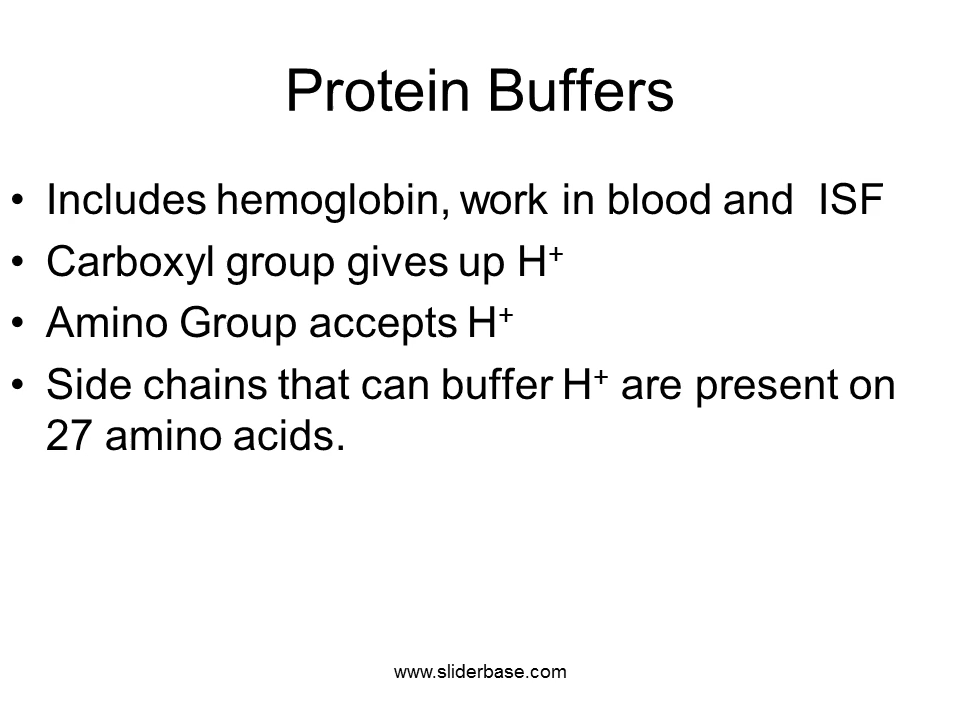 Protein Buffers
• Includes hemoglobin, work in blood and  ISF
• Carboxyl group gives up H⁺
• Amino Group accepts H⁺
• Side chains that can buffer H⁺ are present on
27 amino acids.
www.sliderbase.com